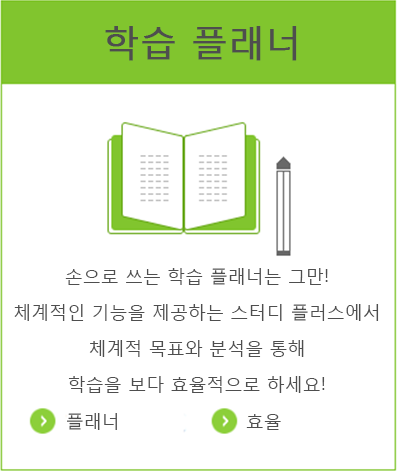 학습 플래너
손으로 쓰는 학습 플래너는 그만!
체계적인 기능을 제공하는 스터디 플러스에서
체계적 목표와 분석을 통해
학습을 보다 효율적으로 하세요!
플래너 효율